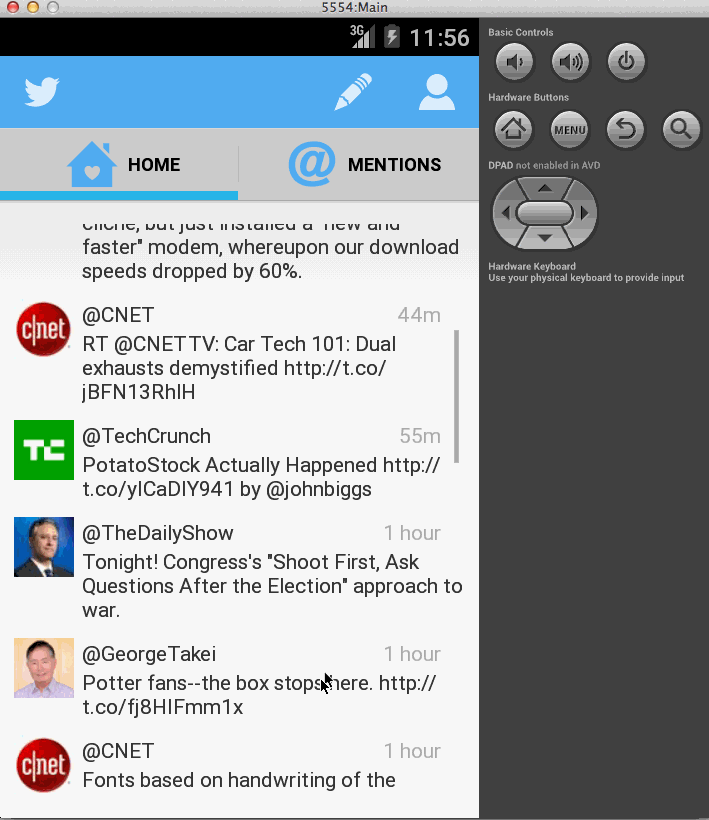 5554:Main
3G 11:56
HOME
@ MENTIONS
cliche, but just installed a "new and
faster" modem, whereupon our download
speeds dropped by 60%.
c|net
@CNET 44m
RT @CNETTV: Car Tech 101: Dual
exhausts demystified http://t.co/
jBFN13RhlH
TC
@TechCrunch 55m
PotatoStock Actually Happened http://
t.co/ylCaDIY941 by @johnbiggs
@TheDailyShow 1 hour
Tonight! Congress's "Shoot First, Ask
Questions After the Election" approach to
war.
@GeorgeTakei 1 hour
Potter fans--the box stops here. http://
t.co/fj8HIFmm1x
c|net
@CNET 1 hour
Fonts based on handwriting of the
Basic Controls
Hardware Buttons
MENU
DPAD not enabled in AVD
Hardware Keyboard
Use your physical keyboard to provide input